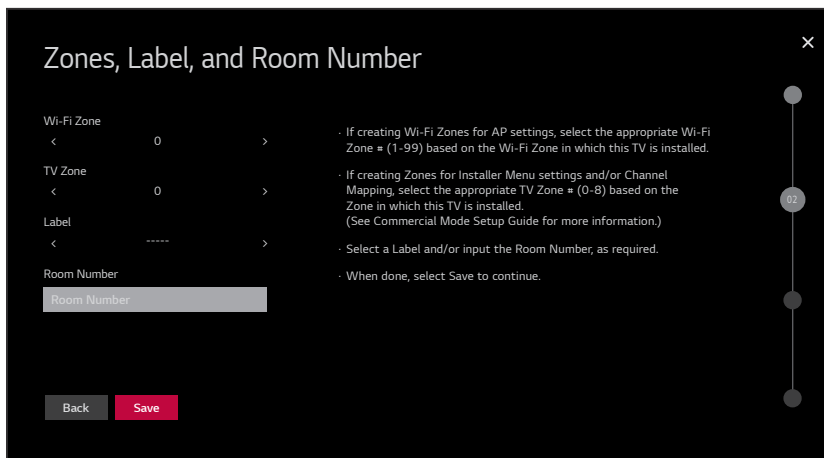 Zones, Label, and Room Number
Wi-Fi Zone
< 0 >
TV Zone
< 0 >
Label
< ----- >
Room Number
Room Number
· If creating Wi-Fi Zones for AP settings, select the appropriate Wi-Fi
Zone # (1-99) based on the Wi-Fi Zone in which this TV is installed.
· If creating Zones for Installer Menu settings and/or Channel
Mapping, select the appropriate TV Zone # (0-8) based on the
Zone in which this TV is installed.
(See Commercial Mode Setup Guide for more information.)
· Select a Label and/or input the Room Number, as required.
· When done, select Save to continue.
02
Back Save